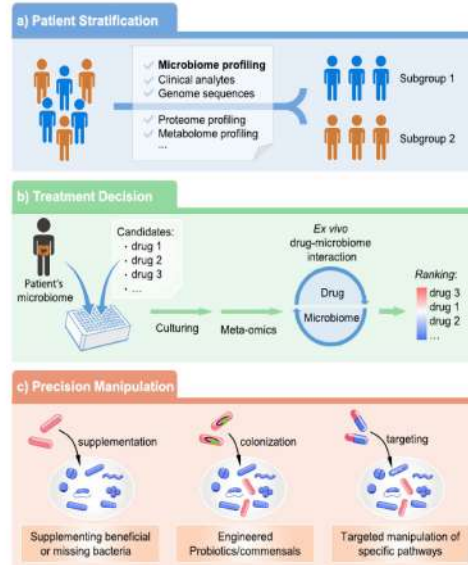 a) Patient Stratification
Microbiome profiling
Clinical analytes
Genome sequences
Proteome profiling
Metabolome profiling
...
Subgroup 1
Subgroup 2
b) Treatment Decision
Patient's
microbiome
Candidates:
· drug 1
· drug 2
· drug 3
· ...
Culturing
Meta-omics
Ex vivo
drug-microbiome
interaction
Drug
Microbiome
Ranking:
drug 3
drug 1
drug 2
...
c) Precision Manipulation
supplementation
colonization
targeting
Supplementing beneficial
or missing bacteria
Engineered
Probiotics/commensals
Targeted manipulation of
specific pathways